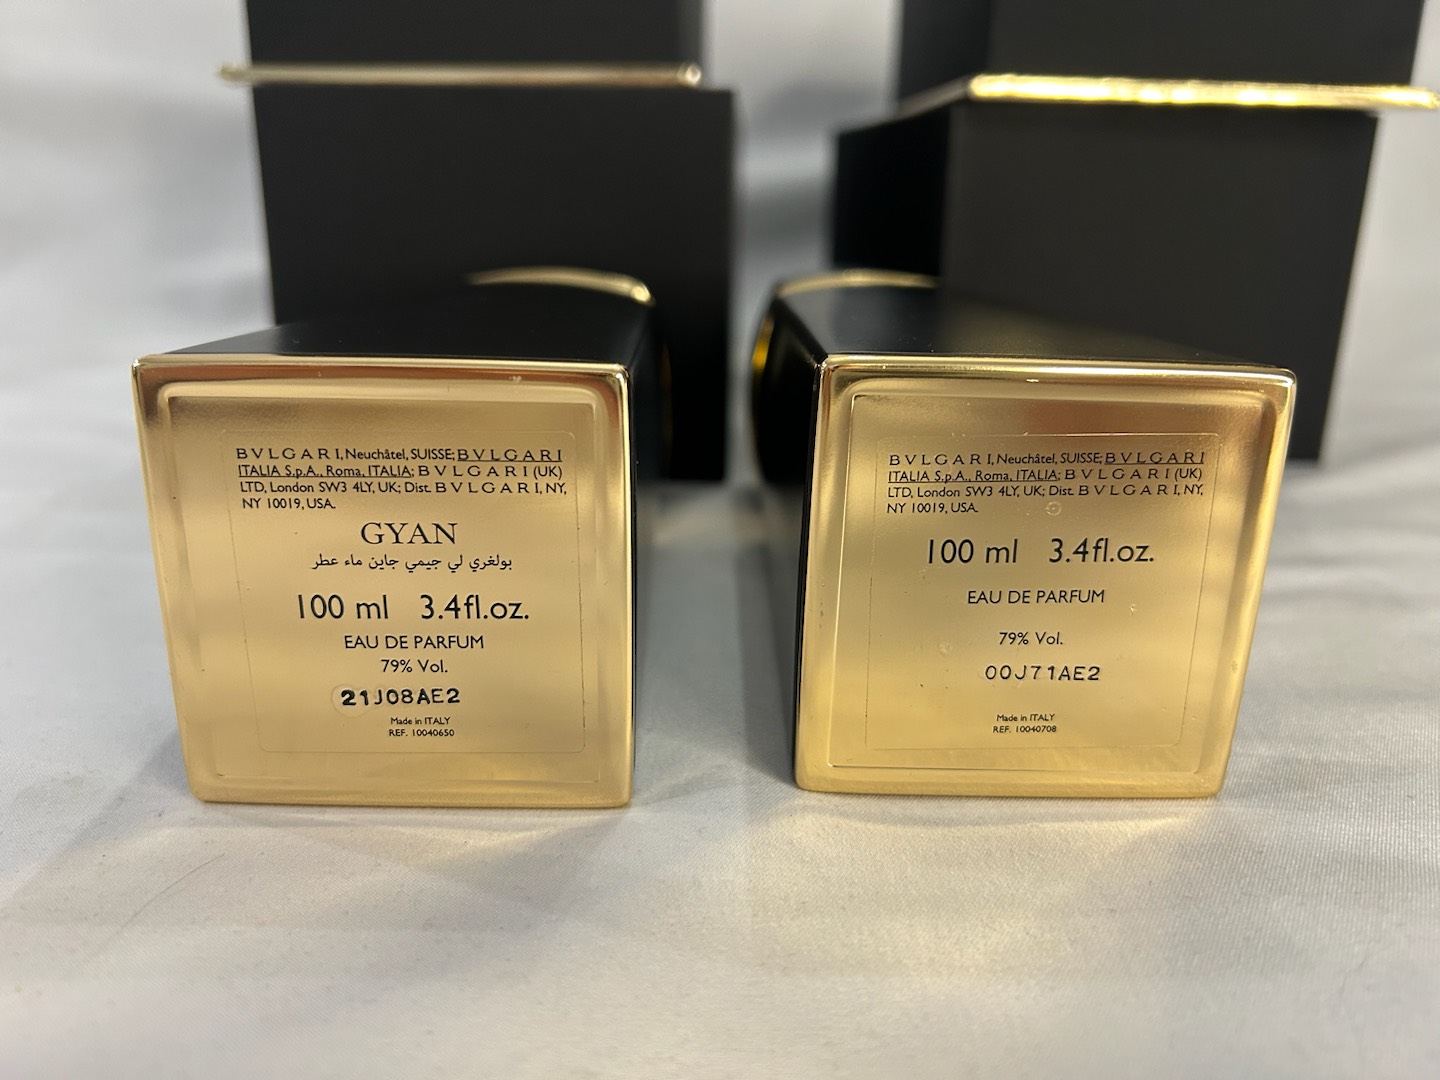 BVLGARI, Neuchâtel, SUISSE; BVLGARI
ITALIA S.p.A., Roma, ITALIA; BVLGARI (UK)
LTD, London SW3 4LY, UK; Dist. BVLGARI, NY,
NY 10019, USA.
GYAN
بولغري لي جيمي جاين ماء عطر
100 ml 3.4fl.oz.
EAU DE PARFUM
79% Vol.
21J08AE2
Made in ITALY
REF. 10040650
BVLGARI, Neuchâtel, SUISSE; BVLGARI
ITALIA S.p.A., Roma, ITALIA; BVLGARI (UK)
LTD, London SW3 4LY, UK; Dist. BVLGARI, NY,
NY 10019, USA.
100 ml 3.4fl.oz.
EAU DE PARFUM
79% Vol.
00J71AE2
Made in ITALY
REF. 10040708